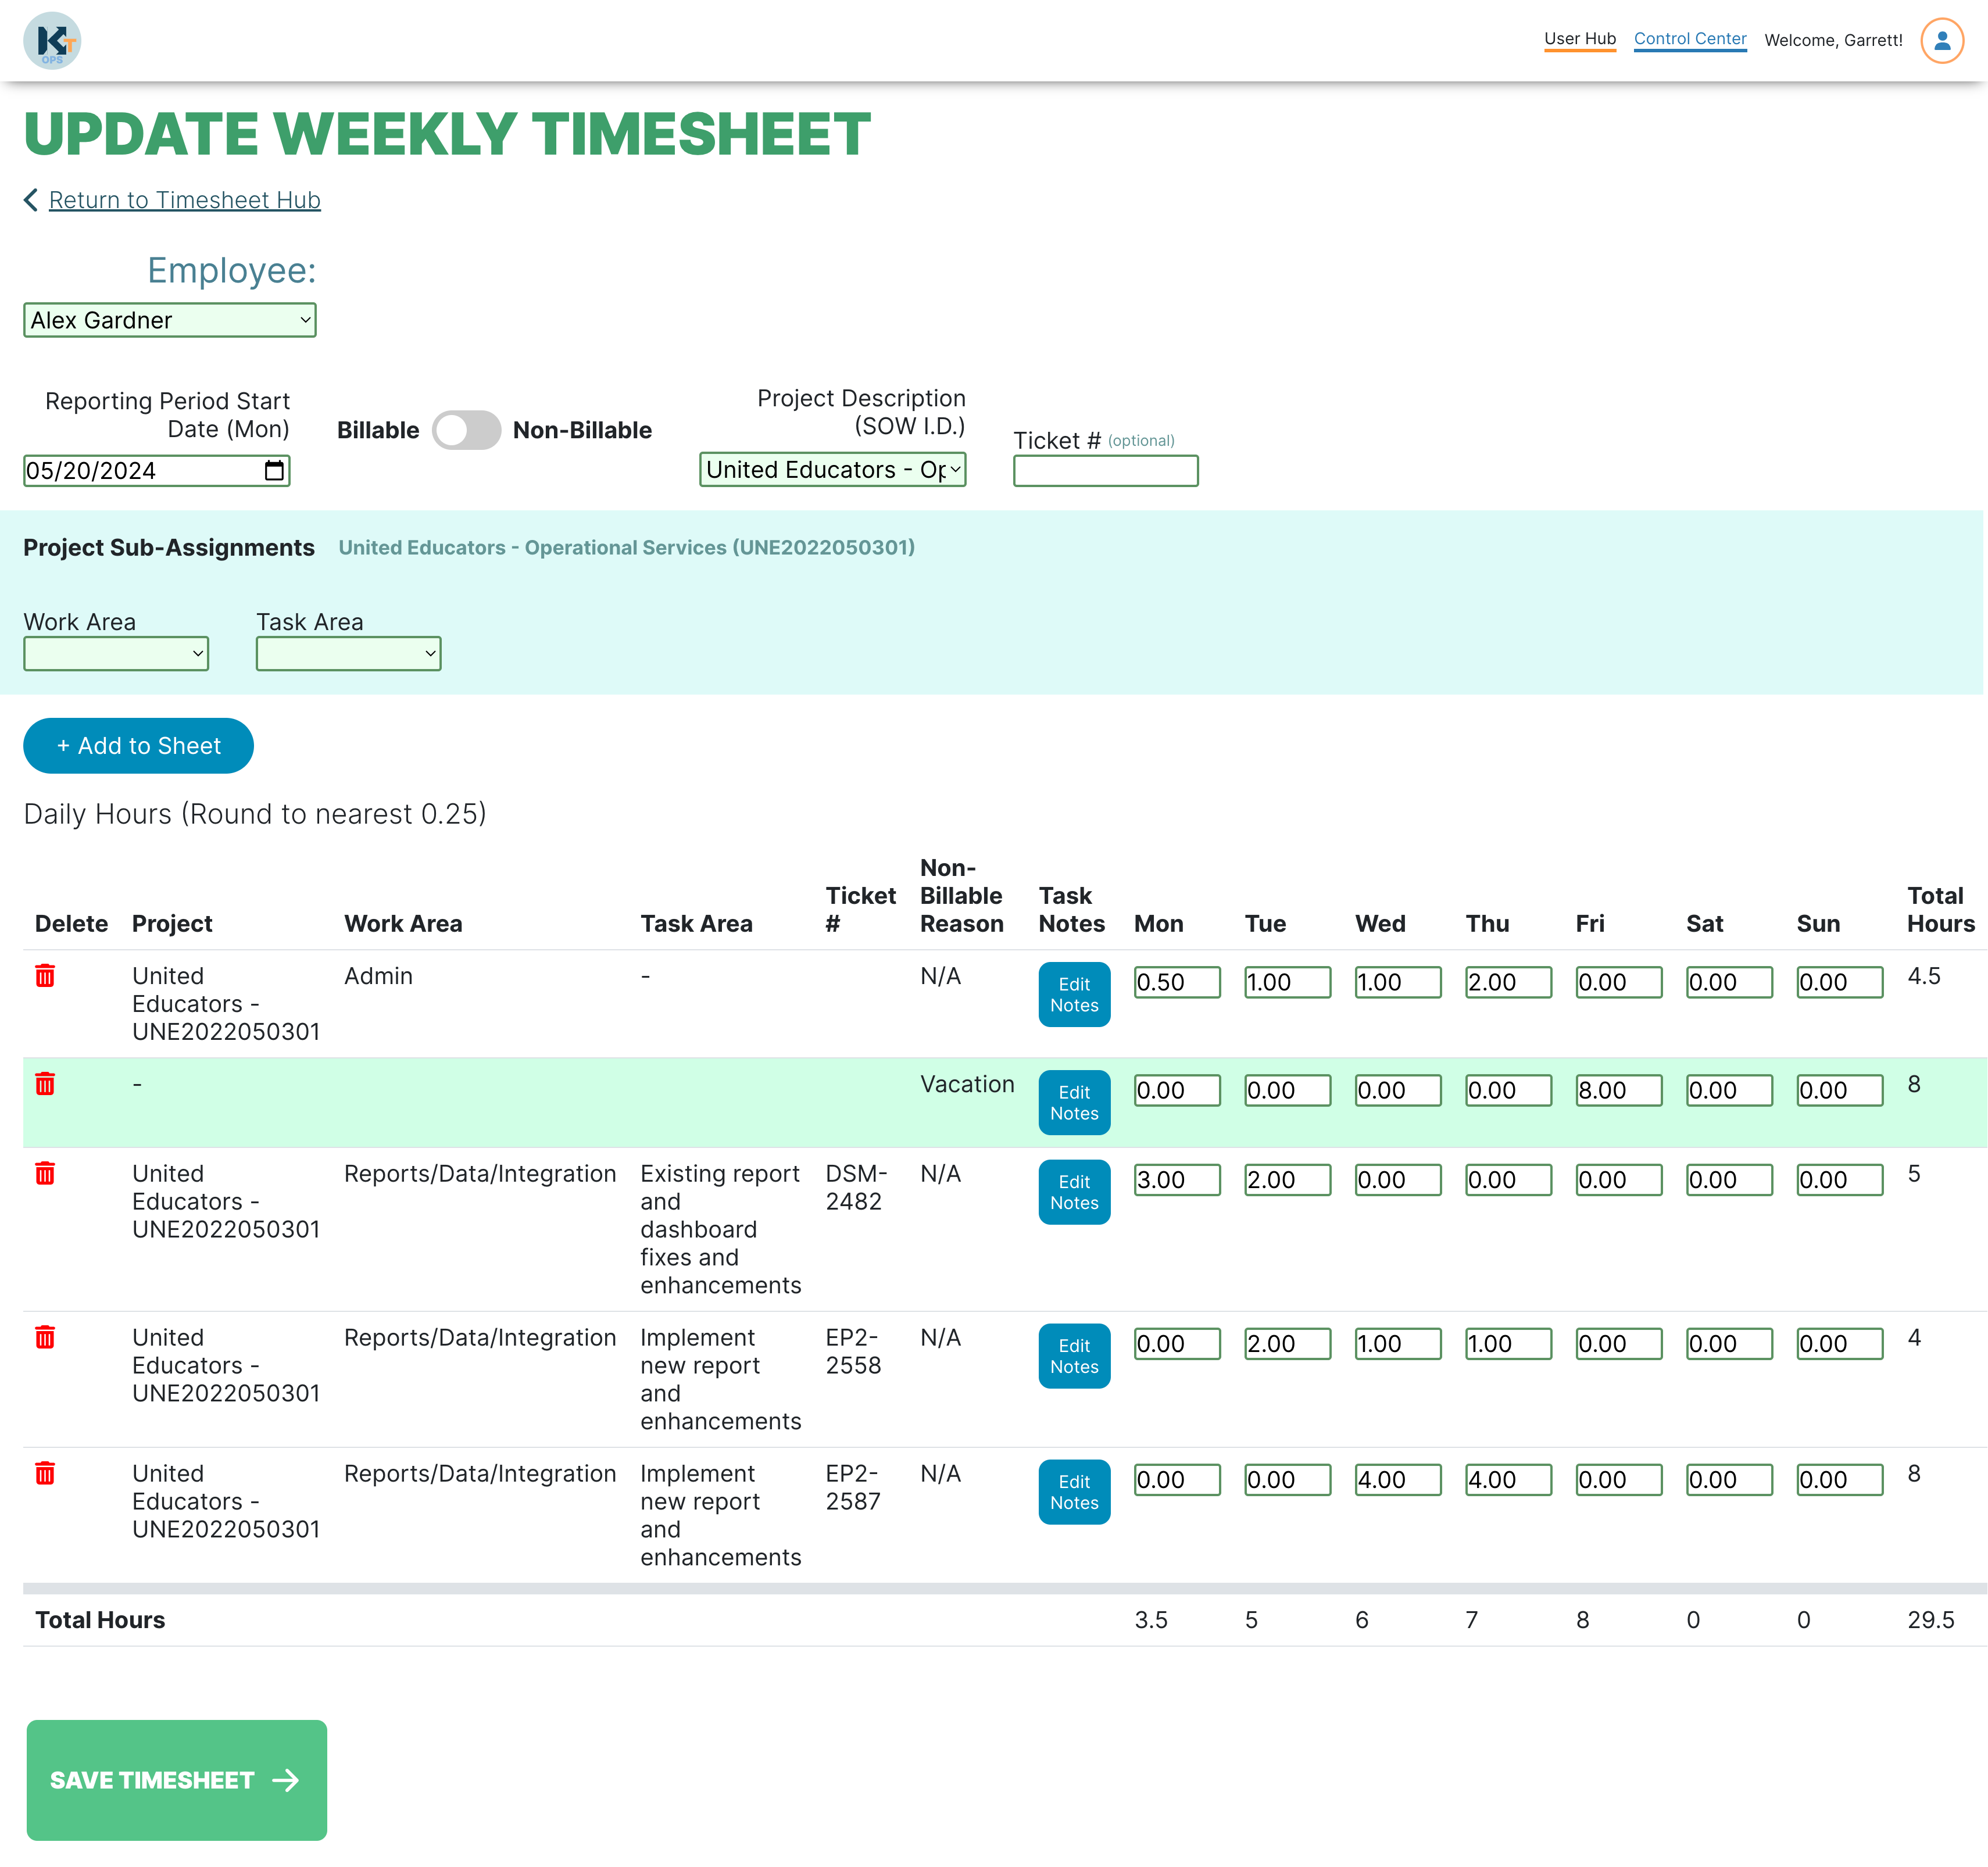 KT
OPS
User Hub Control Center Welcome, Garrett!
UPDATE WEEKLY TIMESHEET
Return to Timesheet Hub
Employee:
Alex Gardner
Reporting Period Start
Date (Mon)
05/20/2024
Billable Non-Billable
Project Description
(SOW I.D.)
United Educators - Op
Ticket # (optional)
Project Sub-Assignments United Educators - Operational Services (UNE2022050301)
Work Area Task Area
+ Add to Sheet
Daily Hours (Round to nearest 0.25)
Delete Project Work Area Task Area Ticket # Non-Billable Reason Task Notes Mon Tue Wed Thu Fri Sat Sun Total Hours
United Admin - N/A Edit 0.50 1.00 1.00 2.00 0.00 0.00 0.00 4.5
Educators - Notes
UNE2022050301
- Vacation Edit 0.00 0.00 0.00 0.00 8.00 0.00 0.00 8
Notes
United Reports/Data/Integration Existing report DSM- N/A Edit 3.00 2.00 0.00 0.00 0.00 0.00 0.00 5
Educators - and 2482 Notes
UNE2022050301 dashboard
fixes and
enhancements
United Reports/Data/Integration Implement EP2- N/A Edit 0.00 2.00 1.00 1.00 0.00 0.00 0.00 4
Educators - new report 2558 Notes
UNE2022050301 and
enhancements
United Reports/Data/Integration Implement EP2- N/A Edit 0.00 0.00 4.00 4.00 0.00 0.00 0.00 8
Educators - new report 2587 Notes
UNE2022050301 and
enhancements
Total Hours 3.5 5 6 7 8 0 0 29.5
SAVE TIMESHEET